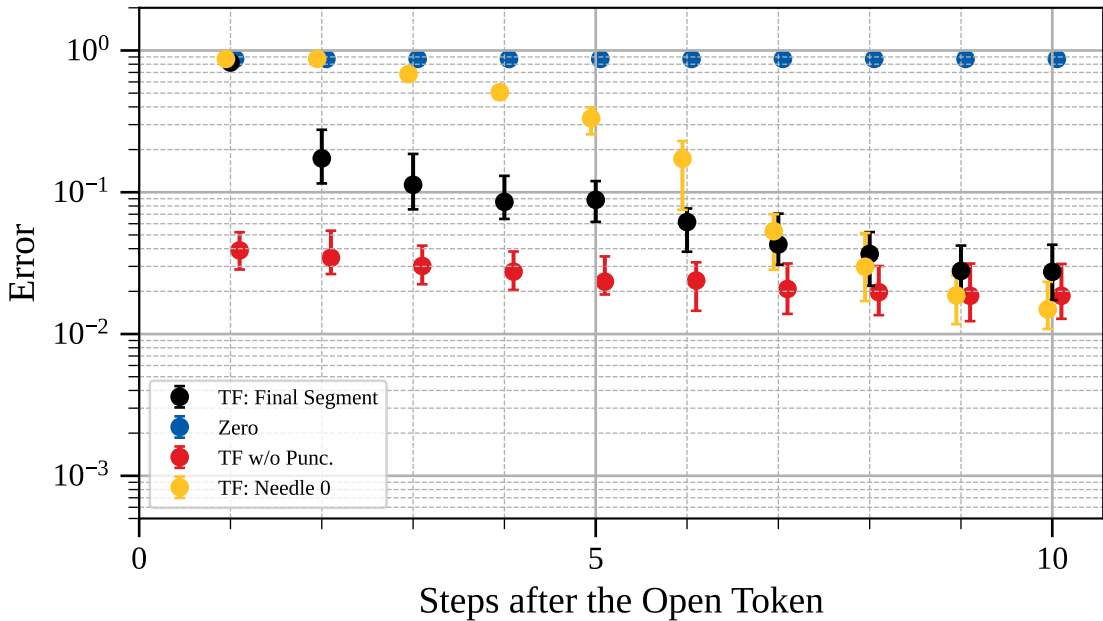 10⁰
10⁻¹
10⁻²
10⁻³
Error
TF: Final Segment
Zero
TF w/o Punc.
TF: Needle 0
0
5
10
Steps after the Open Token